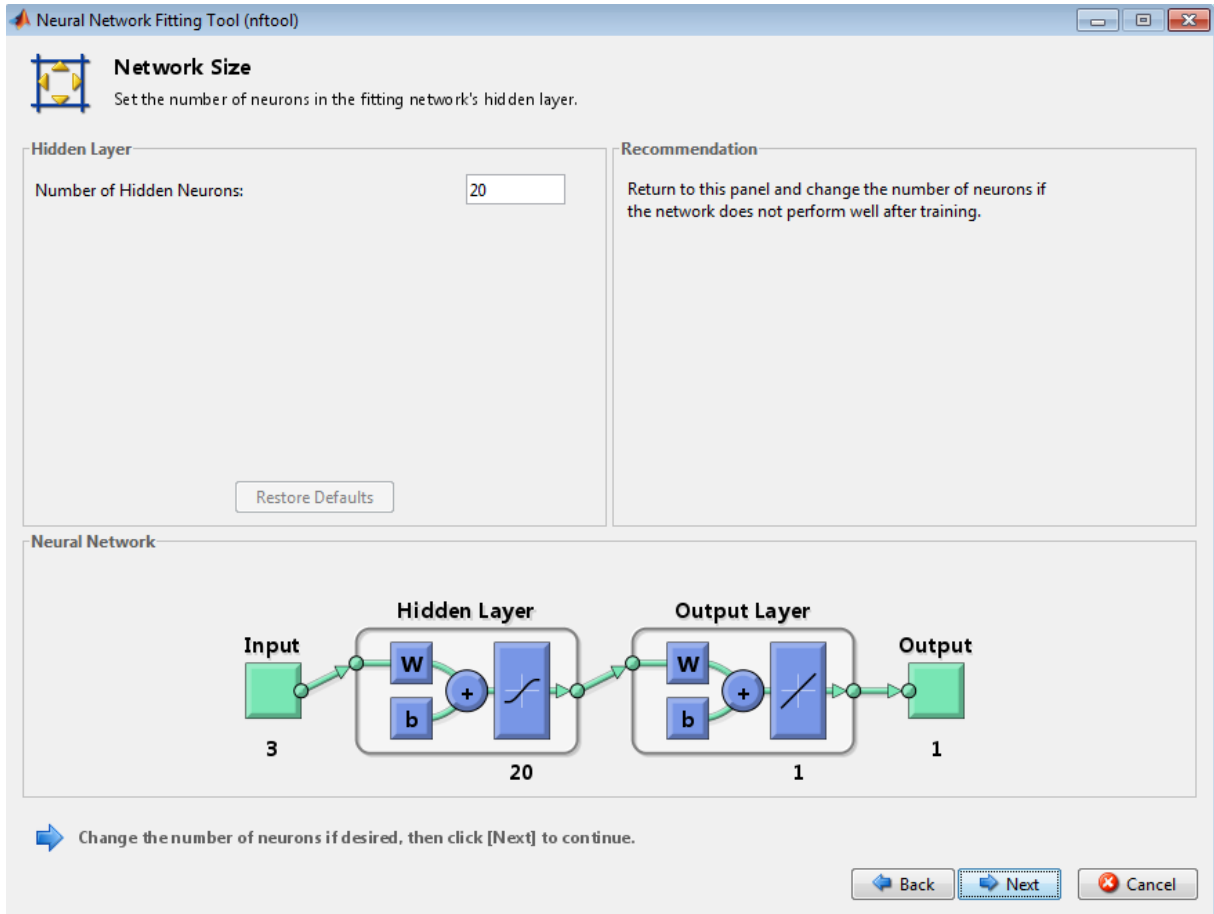 Neural Network Fitting Tool (nftool)
Network Size
Set the number of neurons in the fitting network's hidden layer.
Hidden Layer
Number of Hidden Neurons:
20
Restore Defaults
Recommendation
Return to this panel and change the number of neurons if
the network does not perform well after training.
Neural Network
Hidden Layer
Output Layer
Input
Output
W
b
+
W
b
+
3
20
1
1
Change the number of neurons if desired, then click [Next] to continue.
Back
Next
Cancel